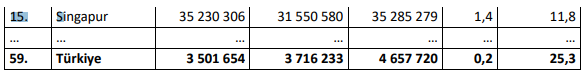 15. Singapur 35 230 306 31 550 580 35 285 279 1,4 11,8
... ... ... ... ... ... ...
59. Türkiye 3 501 654 3 716 233 4 657 720 0,2 25,3